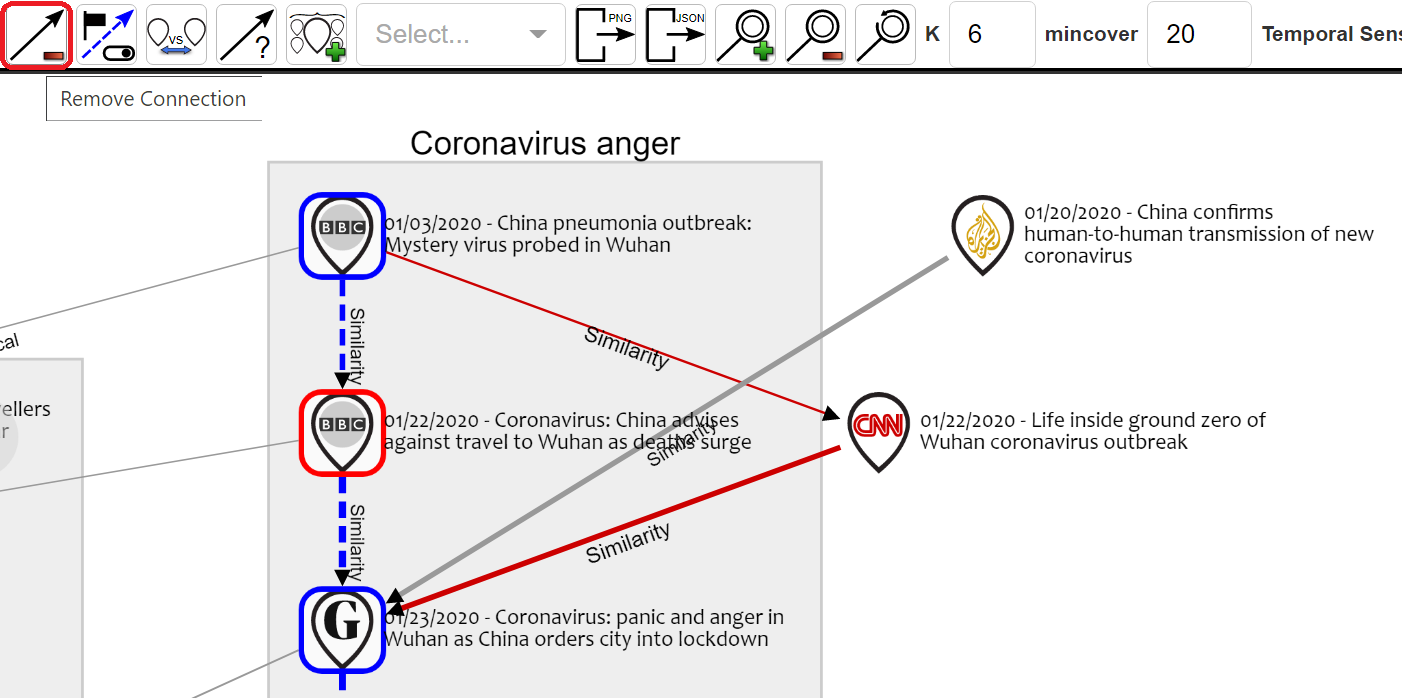 VS
?
Select...
PNG
JSON
K
6
mincover
20
Temporal Sens
Remove Connection
Coronavirus anger
BBC
01/03/2020 - China pneumonia outbreak:
Mystery virus probed in Wuhan
01/20/2020 - China confirms
human-to-human transmission of new
coronavirus
Similarity
Similarity
cal
ellers
r
BBC
01/22/2020 - Coronavirus: China advises
against travel to Wuhan as deaths surge
Similarity
CNN
01/22/2020 - Life inside ground zero of
Wuhan coronavirus outbreak
Similarity
Similarity
G
01/23/2020 - Coronavirus: panic and anger in
Wuhan as China orders city into lockdown